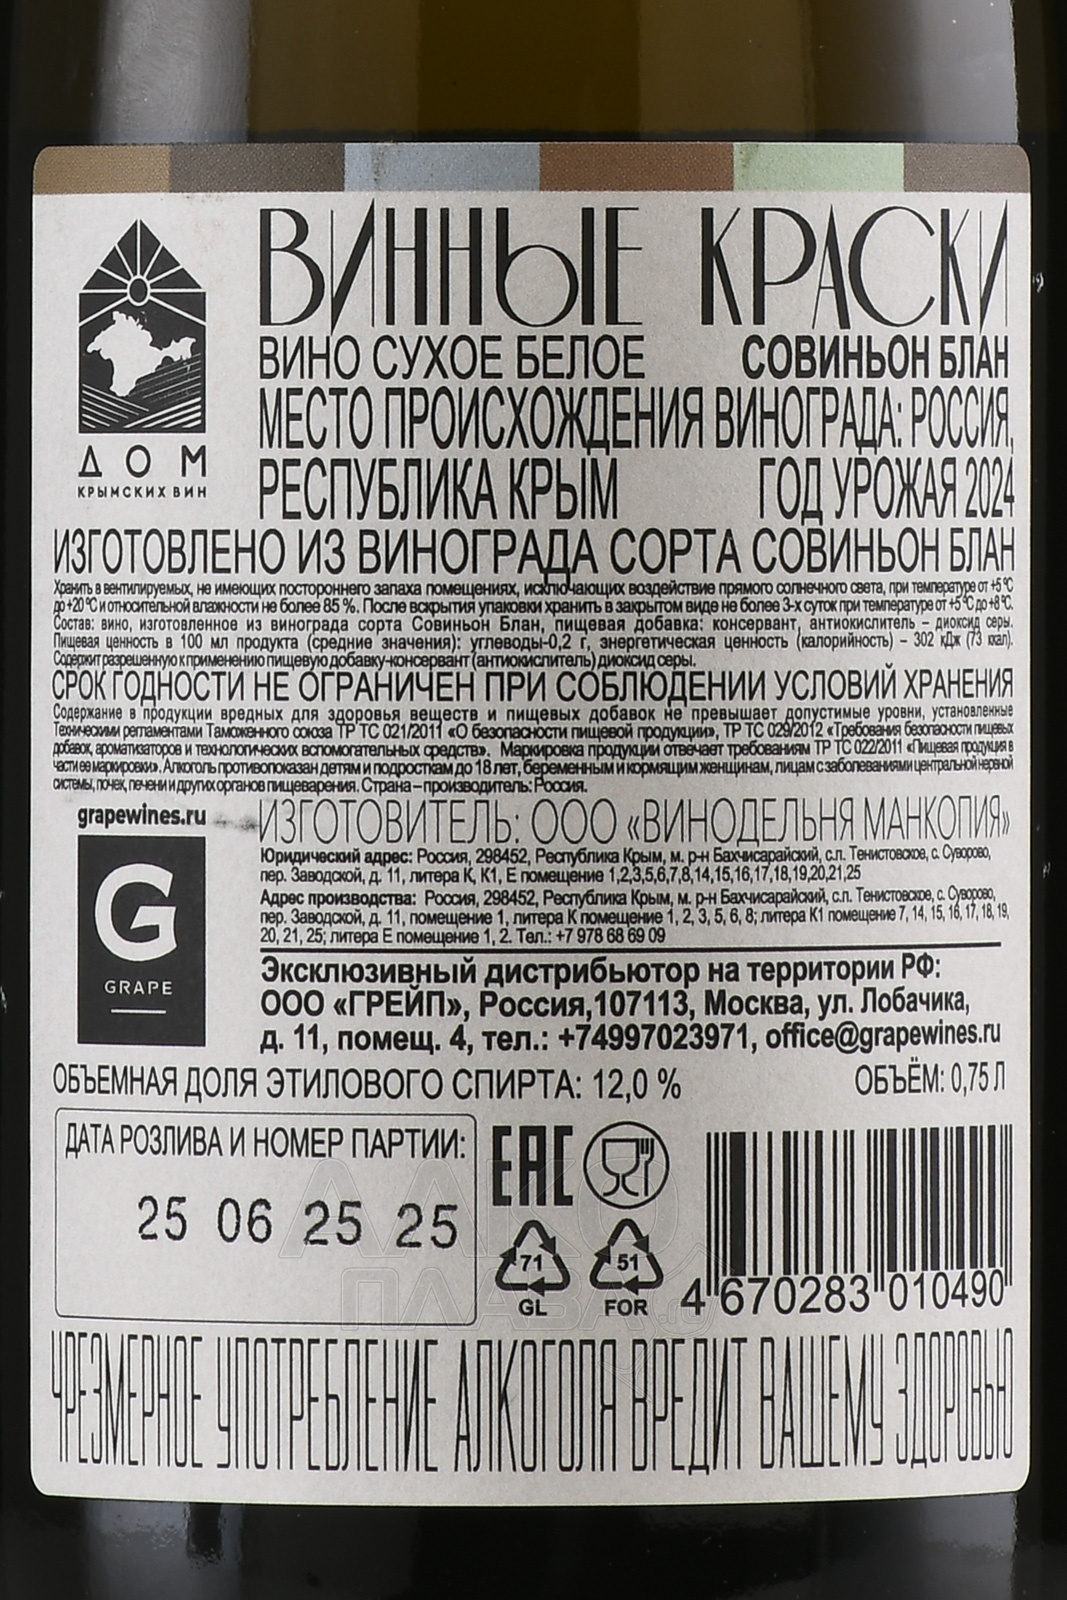 ВИННЫЕ КРАСКИ
ВИНО СУХОЕ БЕЛОЕ СОВИНЬОН БЛАН
МЕСТО ПРОИСХОЖДЕНИЯ ВИНОГРАДА: РОССИЯ,
РЕСПУБЛИКА КРЫМ ГОД УРОЖАЯ 2024
ДОМ
КРЫМСКИХ ВИН
ИЗГОТОВЛЕНО ИЗ ВИНОГРАДА СОРТА СОВИНЬОН БЛАН
Хранить в вентилируемых, не имеющих постороннего запаха помещениях, исключающих воздействие прямого солнечного света, при температуре от +5 °С
до +20 °С и относительной влажности не более 85 %. После вскрытия упаковки хранить в закрытом виде не более 3-х суток при температуре от +5 °С до +8 °С.
Состав: вино, изготовленное из винограда сорта Совиньон Блан, пищевая добавка: консервант, антиокислитель – диоксид серы.
Пищевая ценность в 100 мл продукта (средние значения): углеводы-0,2 г, энергетическая ценность (калорийность) – 302 кДж (73 ккал).
Содержит разрешенную к применению пищевую добавку-консервант (антиокислитель) диоксид серы.
СРОК ГОДНОСТИ НЕ ОГРАНИЧЕН ПРИ СОБЛЮДЕНИИ УСЛОВИЙ ХРАНЕНИЯ
Содержание в продукции вредных для здоровья веществ и пищевых добавок не превышает допустимые уровни, установленные
Техническими регламентами Таможенного союза ТР ТС 021/2011 «О безопасности пищевой продукции», ТР ТС 029/2012 «Требования безопасности пищевых
добавок, ароматизаторов и технологических вспомогательных средств». Маркировка продукции отвечает требованиям ТР ТС 022/2011 «Пищевая продукция в
части ее маркировки». Алкоголь противопоказан детям и подросткам до 18 лет, беременным и кормящим женщинам, лицам с заболеваниями центральной нервной
системы, почек, печени и других органов пищеварения. Страна – производитель: Россия.
grapewines.ru
G
GRAPE
ИЗГОТОВИТЕЛЬ: ООО «ВИНОДЕЛЬНЯ МАНКОПИЯ»
Юридический адрес: Россия, 298452, Республика Крым, м. р-н Бахчисарайский, с.п. Тенистовское, с. Суворово,
пер. Заводской, д. 11, литера К, К1, Е помещение 1,2,3,5,6,7,8,14,15,16,17,18,19,20,21,25
Адрес производства: Россия, 298452, Республика Крым, м. р-н Бахчисарайский, с.п. Тенистовское, с. Суворово,
пер. Заводской, д. 11, помещение 1, литера К помещение 1, 2, 3, 5, 6, 8; литера К1 помещение 7, 14, 15, 16, 17, 18, 19,
20, 21, 25; литера Е помещение 1, 2. Тел.: +7 978 68 69 09
Эксклюзивный дистрибьютор на территории РФ:
ООО «ГРЕЙП», Россия,107113, Москва, ул. Лобачика,
д. 11, помещ. 4, тел.: +74997023971, office@grapewines.ru
ОБЪЕМНАЯ ДОЛЯ ЭТИЛОВОГО СПИРТА: 12,0 % ОБЪЁМ: 0,75 Л
ДАТА РОЗЛИВА И НОМЕР ПАРТИИ:
25 06 25 25
EAC
71
GL
51
FOR
4 670283 010490
ЧРЕЗМЕРНОЕ УПОТРЕБЛЕНИЕ АЛКОГОЛЯ ВРЕДИТ ВАШЕМУ ЗДОРОВЬЮ